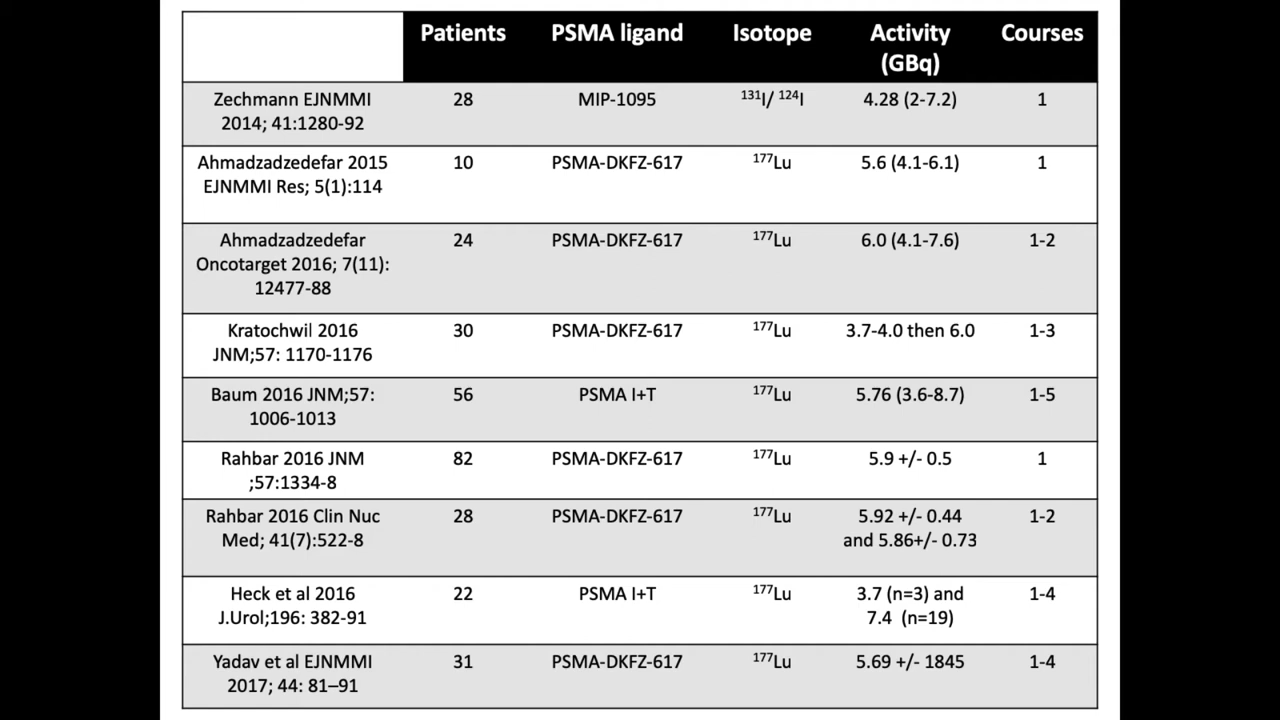 Patients PSMA ligand Isotope Activity (GBq) Courses
Zechmann EJNMMI 2014; 41:1280-92 28 MIP-1095 ¹³¹I/ ¹²⁴I 4.28 (2-7.2) 1
Ahmadzadzedefar 2015 EJNMMI Res; 5(1):114 10 PSMA-DKFZ-617 ¹⁷⁷Lu 5.6 (4.1-6.1) 1
Ahmadzadzedefar Oncotarget 2016; 7(11): 12477-88 24 PSMA-DKFZ-617 ¹⁷⁷Lu 6.0 (4.1-7.6) 1-2
Kratochwil 2016 JNM;57: 1170-1176 30 PSMA-DKFZ-617 ¹⁷⁷Lu 3.7-4.0 then 6.0 1-3
Baum 2016 JNM;57: 1006-1013 56 PSMA I+T ¹⁷⁷Lu 5.76 (3.6-8.7) 1-5
Rahbar 2016 JNM ;57:1334-8 82 PSMA-DKFZ-617 ¹⁷⁷Lu 5.9 +/- 0.5 1
Rahbar 2016 Clin Nuc Med; 41(7):522-8 28 PSMA-DKFZ-617 ¹⁷⁷Lu 5.92 +/- 0.44 and 5.86+/- 0.73 1-2
Heck et al 2016 J.Urol;196: 382-91 22 PSMA I+T ¹⁷⁷Lu 3.7 (n=3) and 7.4 (n=19) 1-4
Yadav et al EJNMMI 2017; 44: 81–91 31 PSMA-DKFZ-617 ¹⁷⁷Lu 5.69 +/- 1845 1-4